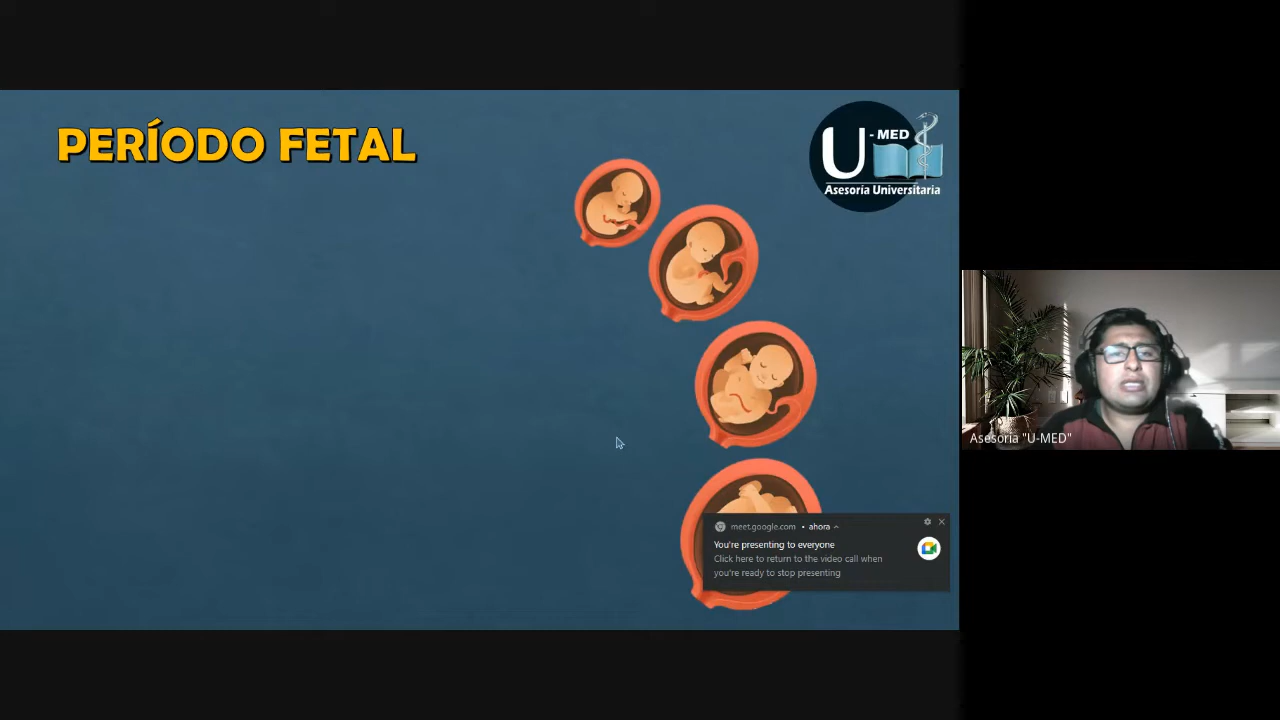 PERÍODO FETAL
U - MED
Asesoría Universitaria
Asesoría "U-MED"
meet.google.com • ahora
You're presenting to everyone
Click here to return to the video call when
you're ready to stop presenting